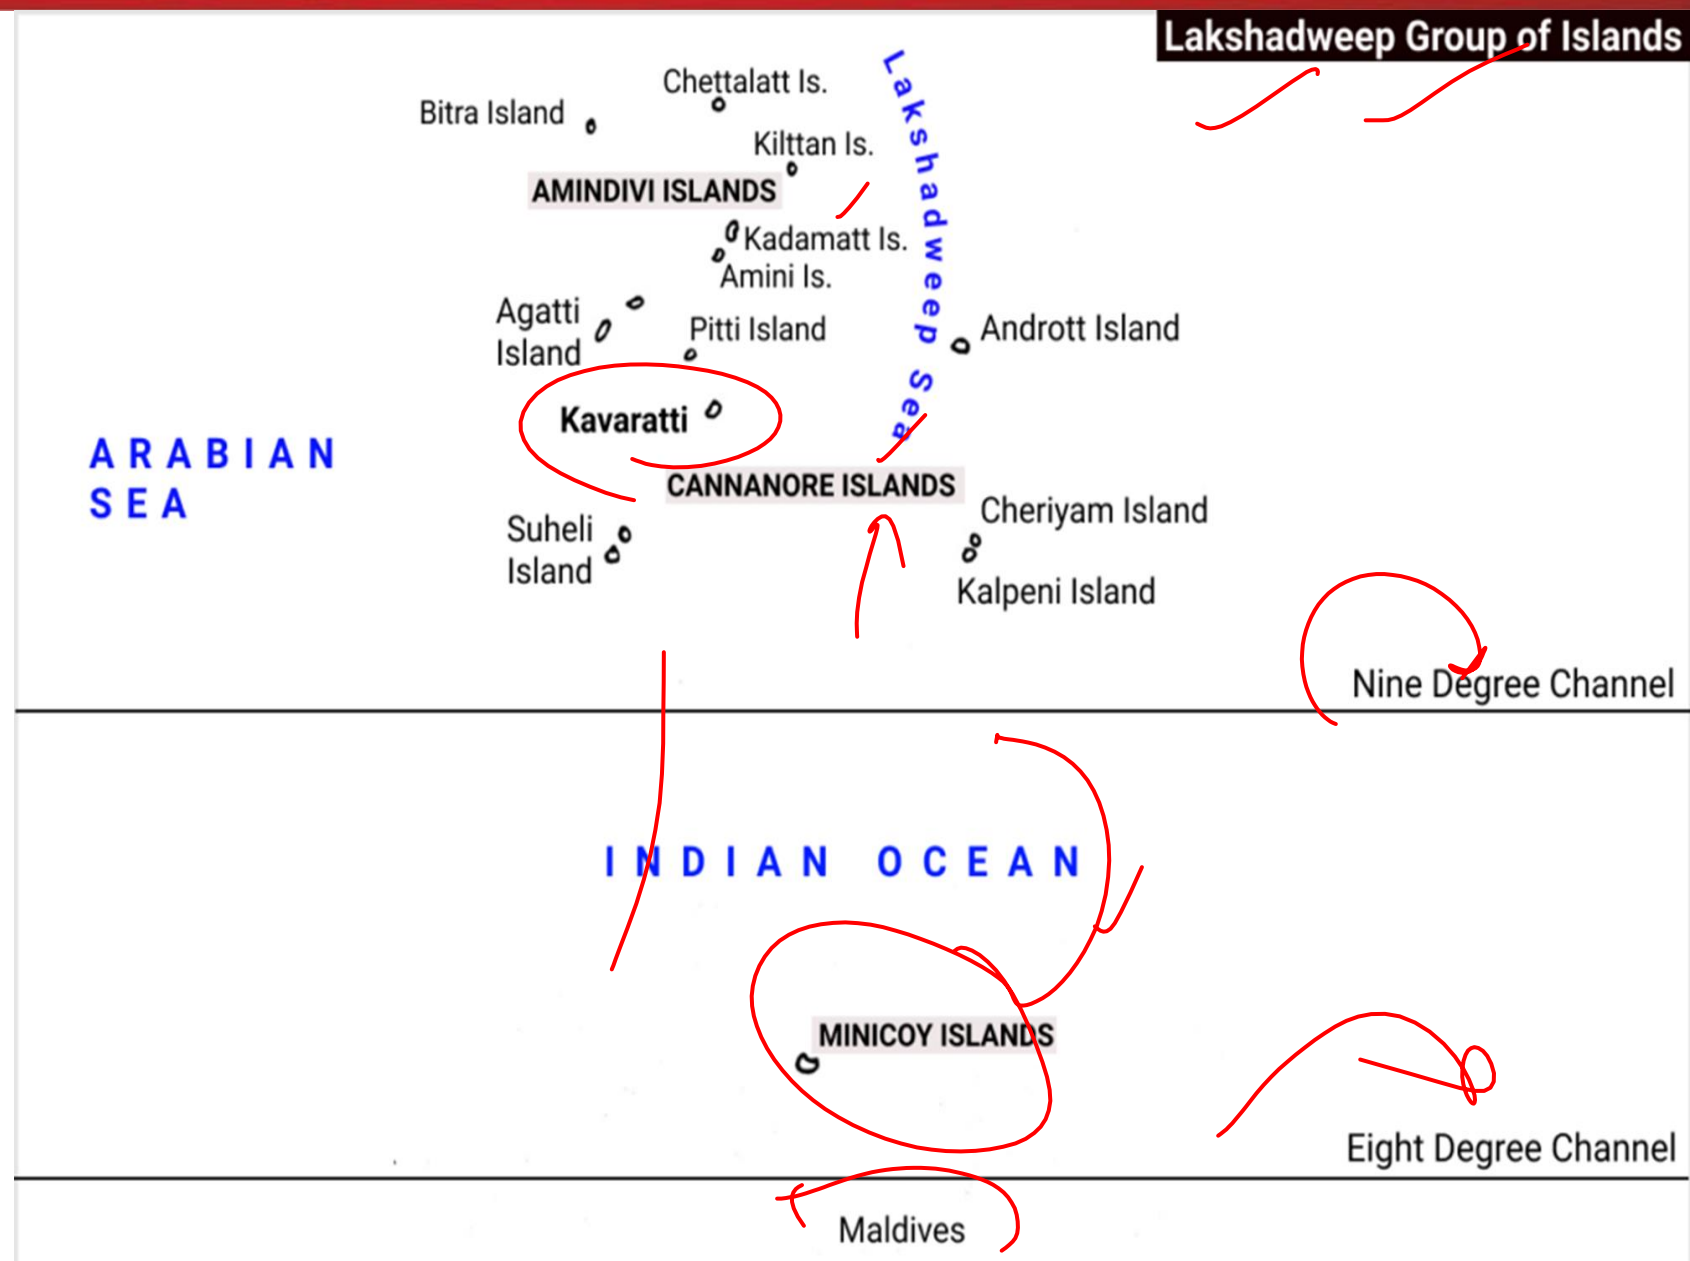 Lakshadweep Group of Islands
Chettalatt Is.
Bitra Island
Kilttan Is.
AMINDIVI ISLANDS
Kadamatt Is.
Amini Is.
Lakshadweep Sea
Agatti
Island
Pitti Island
Andrott Island
Kavaratti
ARABIAN
SEA
CANNANORE ISLANDS
Suheli
Island
Cheriyam Island
Kalpeni Island
Nine Degree Channel
INDIAN OCEAN
MINICOY ISLANDS
Eight Degree Channel
Maldives